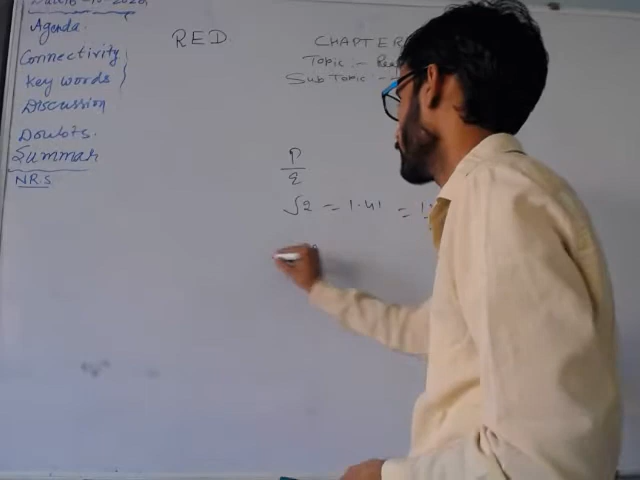 Agenda.
Connectivity
Key words
Discussion
Doubts.
Summar
N.R.S
RED
CHAPTER
Topic :-
Sub Topic :-
P
q
√2 = 1.41 =